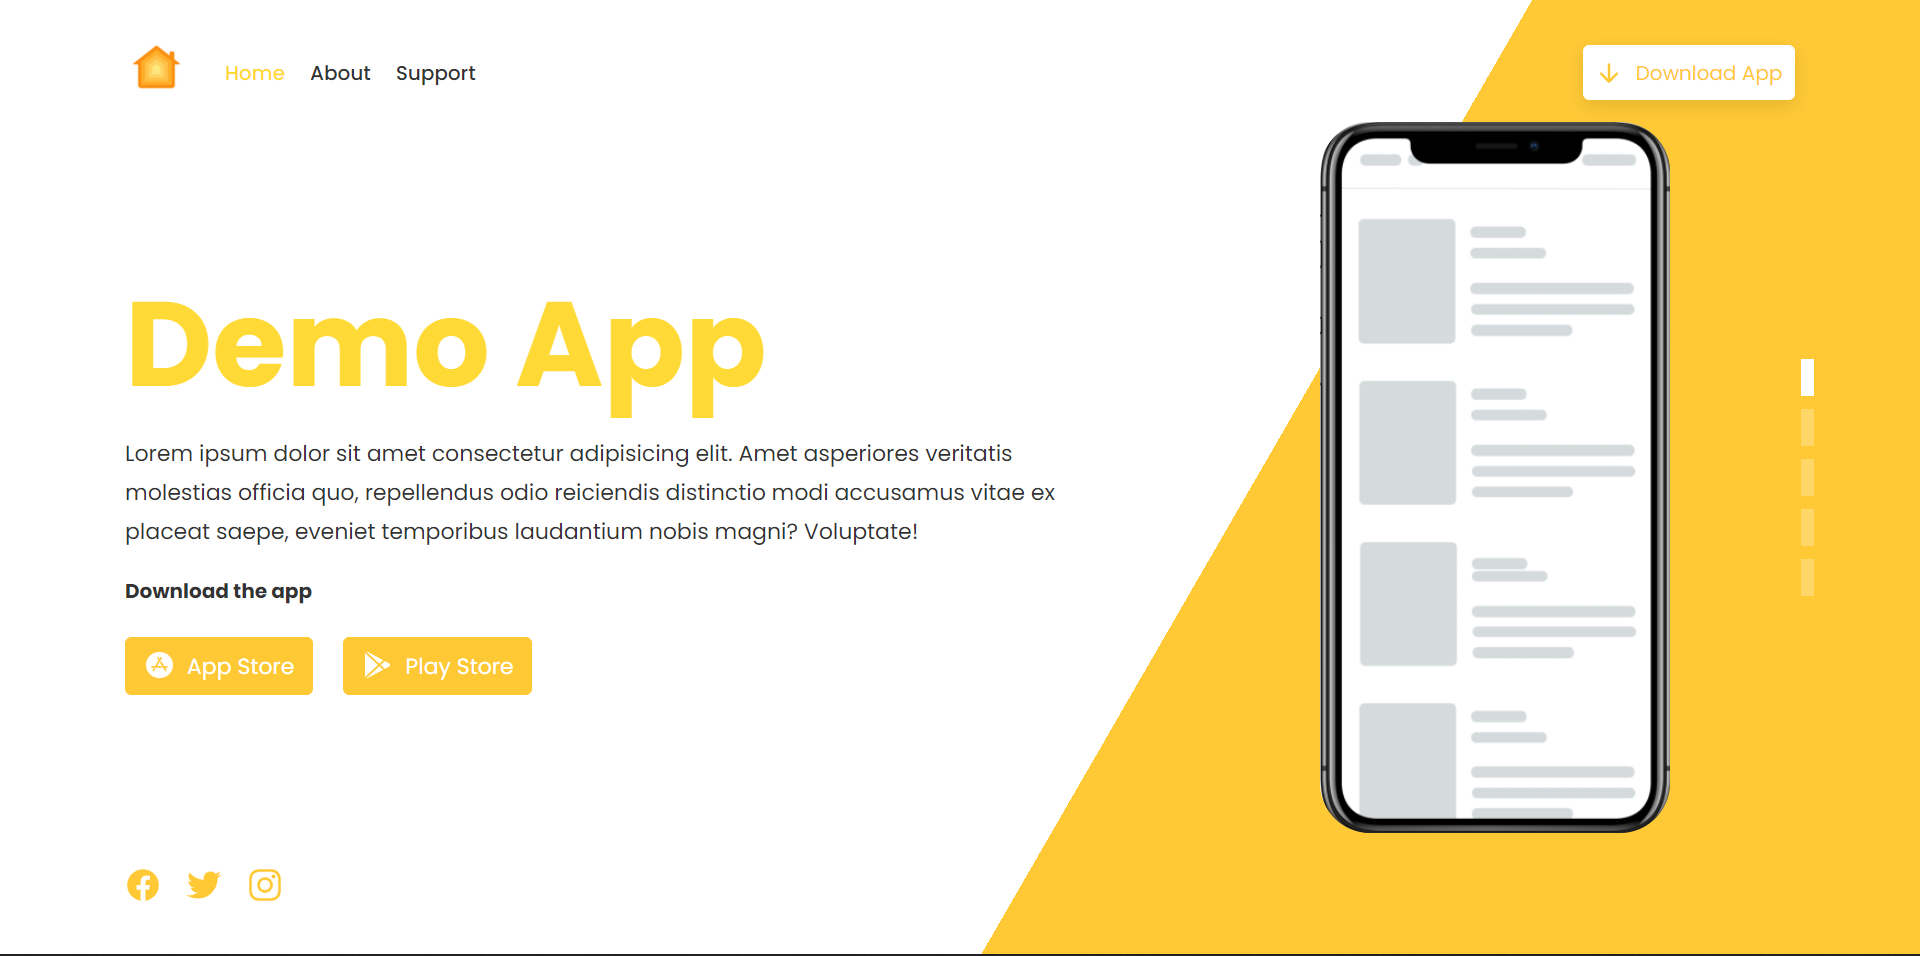 Home About Support
Download App
Demo App
Lorem ipsum dolor sit amet consectetur adipisicing elit. Amet asperiores veritatis
molestias officia quo, repellendus odio reiciendis distinctio modi accusamus vitae ex
placeat saepe, eveniet temporibus laudantium nobis magni? Voluptate!
Download the app
App Store
Play Store